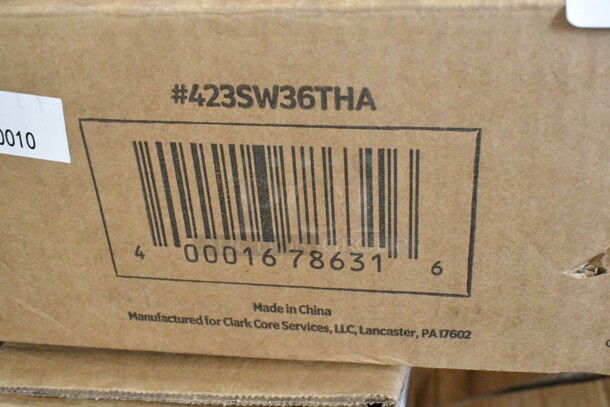 #423SW36THA
0010
4 00016 78631 6
Made in China
Manufactured for Clark Core Services, LLC, Lancaster, PA 17602